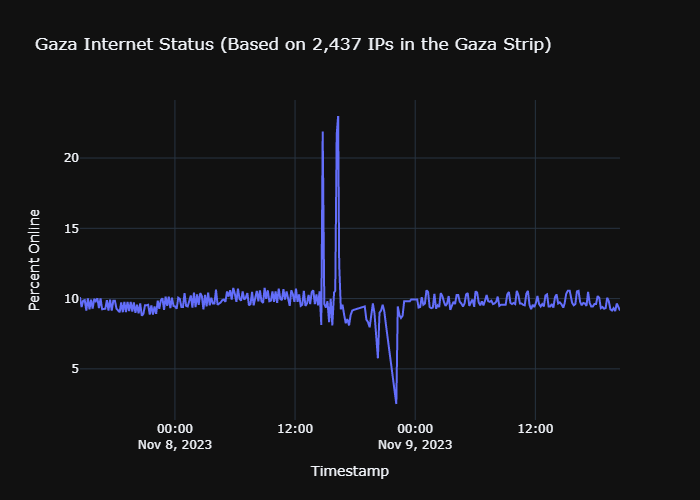 Gaza Internet Status (Based on 2,437 IPs in the Gaza Strip)
Percent Online
20
15
10
5
00:00
Nov 8, 2023
12:00
00:00
Nov 9, 2023
12:00
Timestamp